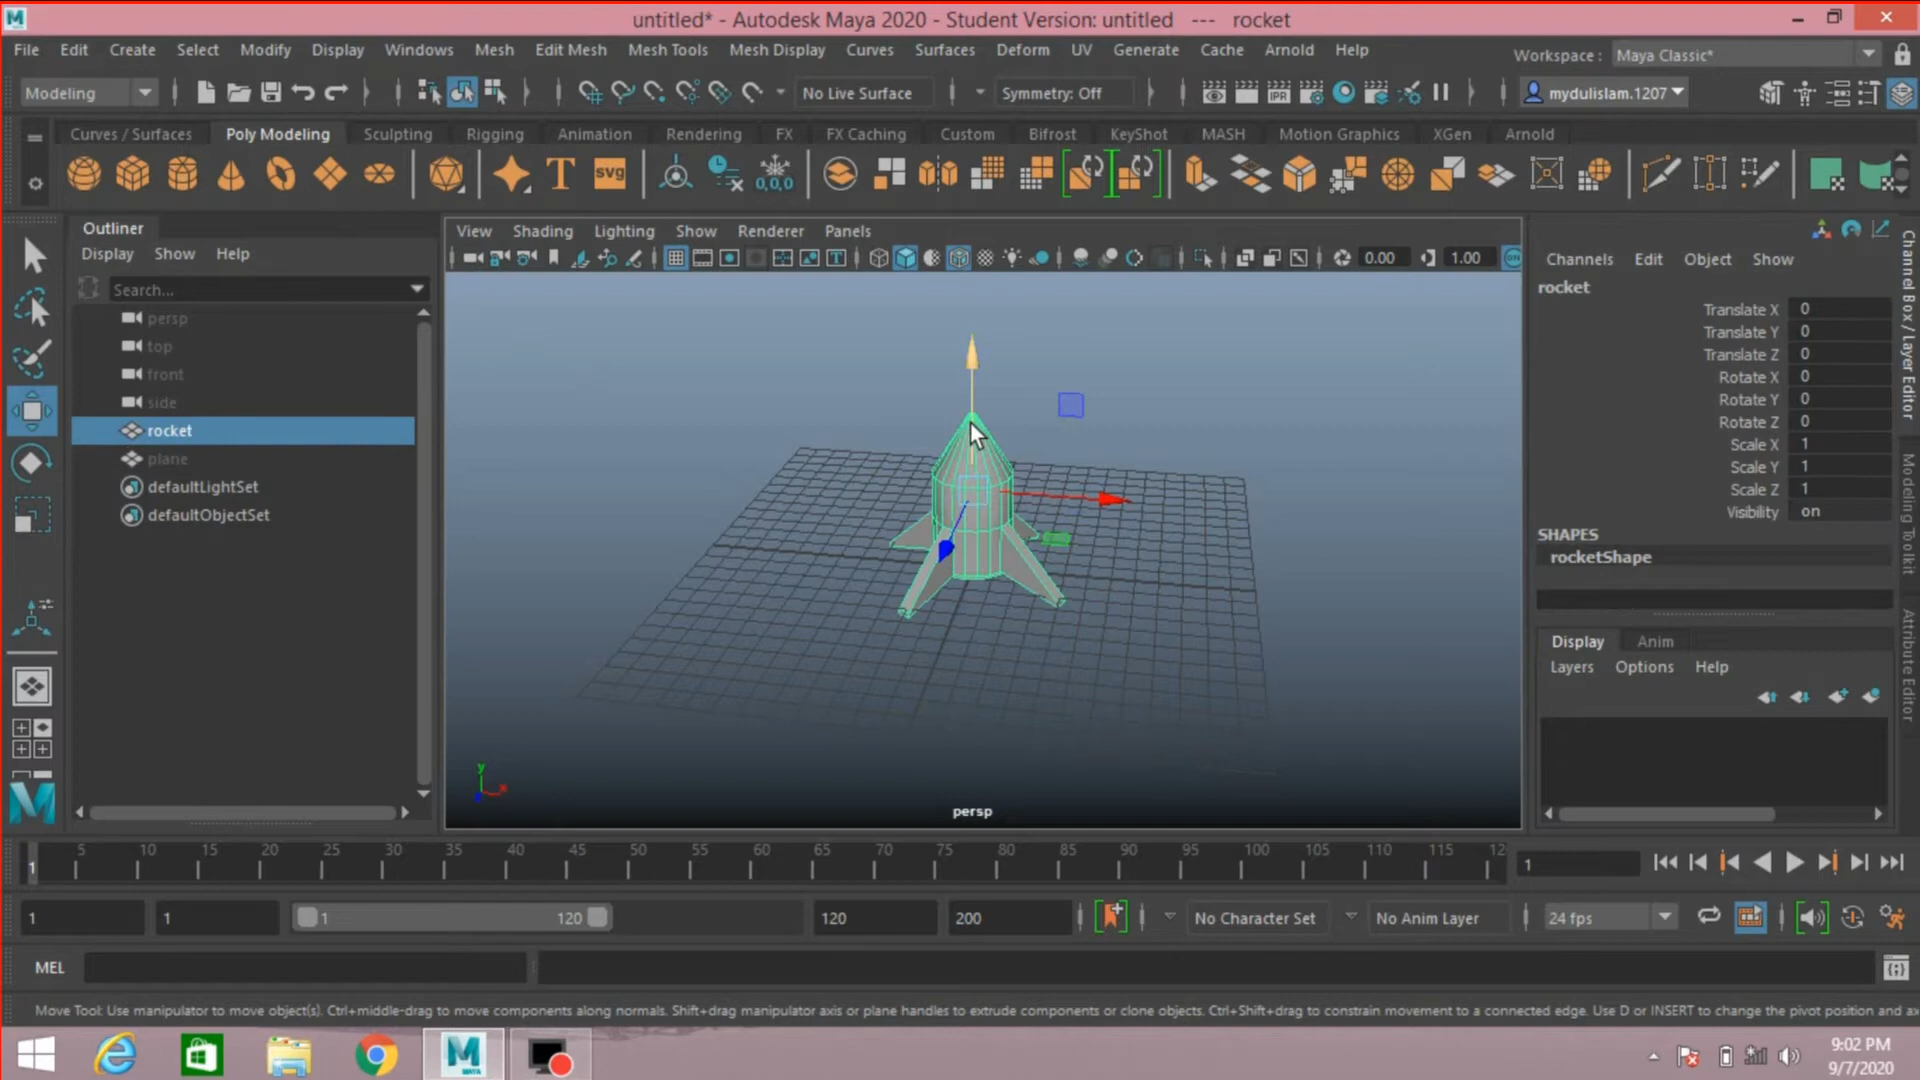 untitled* - Autodesk Maya 2020 - Student Version: untitled --- rocket
File Edit Create Select Modify Display Windows Mesh Edit Mesh Mesh Tools Mesh Display Curves Surfaces Deform UV Generate Cache Arnold Help
Workspace : Maya Classic*
Modeling No Live Surface Symmetry: Off IPR mydulislam.1207
Curves / Surfaces Poly Modeling Sculpting Rigging Animation Rendering FX FX Caching Custom Bifrost KeyShot MASH Motion Graphics XGen Arnold
T SVG 0,0,0
Outliner
Display Show Help
Search...
persp
top
front
side
rocket
plane
defaultLightSet
defaultObjectSet
View Shading Lighting Show Renderer Panels
0.00 1.00 ON
y
x
persp
Channels Edit Object Show
rocket
Translate X 0
Translate Y 0
Translate Z 0
Rotate X 0
Rotate Y 0
Rotate Z 0
Scale X 1
Scale Y 1
Scale Z 1
Visibility on
SHAPES
rocketShape
Display Anim
Layers Options Help
Channel Box / Layer Editor
Modeling Toolkit
Attribute Editor
1 5 10 15 20 25 30 35 40 45 50 55 60 65 70 75 80 85 90 95 100 105 110 115 12
1
1 1 1 120 120 200 No Character Set No Anim Layer 24 fps
MEL
Move Tool: Use manipulator to move object(s). Ctrl+middle-drag to move components along normals. Shift+drag manipulator axis or plane handles to extrude components or clone objects. Ctrl+Shift+drag to constrain movement to a connected edge. Use D or INSERT to change the pivot position and ax
MAYA
9:02 PM
9/7/2020